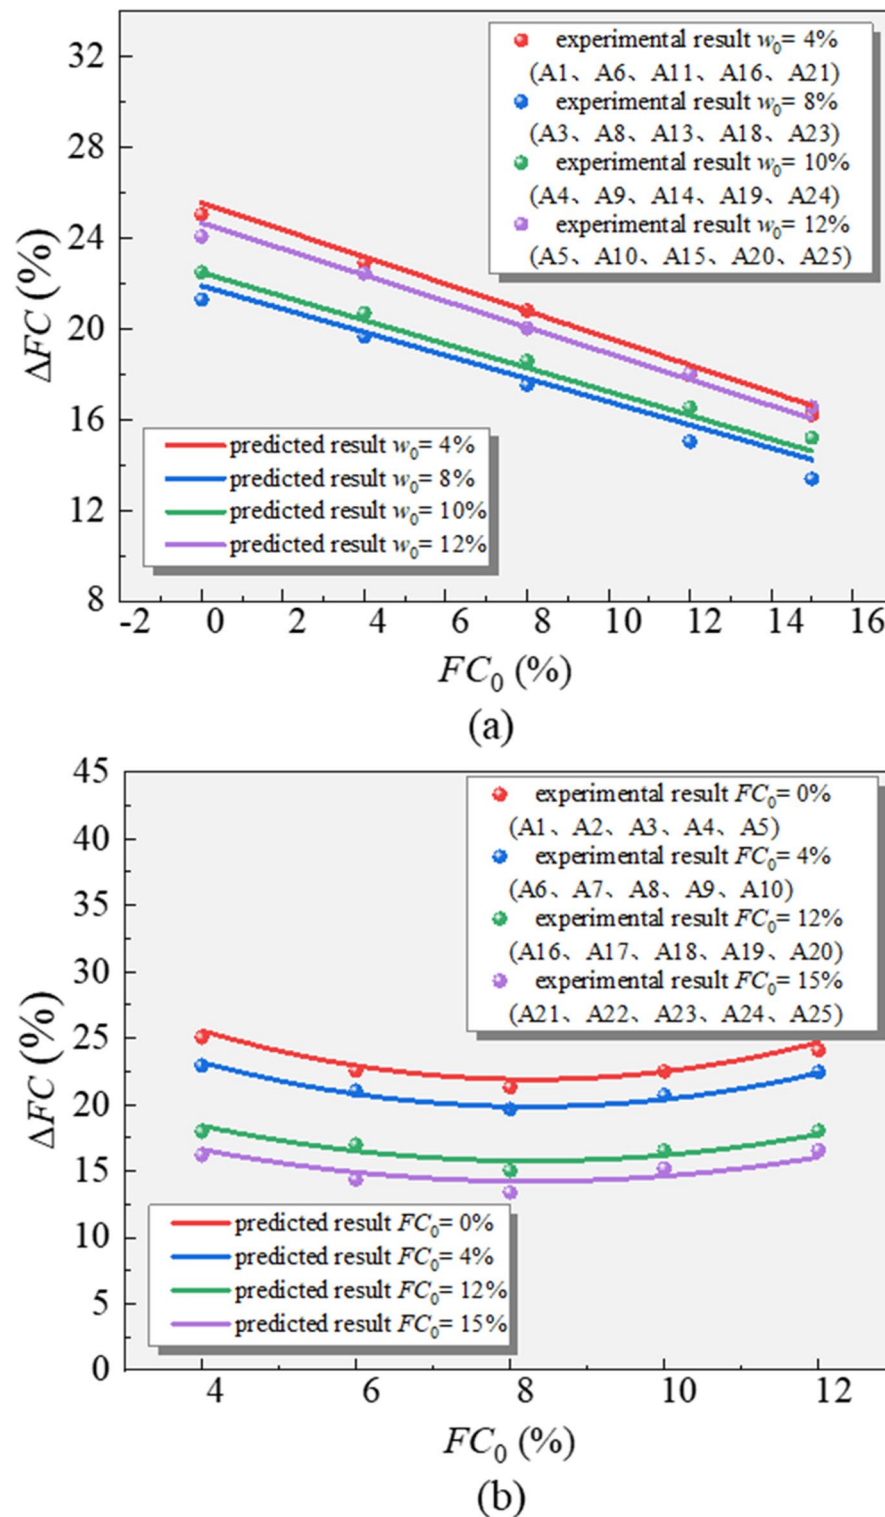 32
28
24
20
16
12
8
ΔFC (%)
experimental result w₀= 4%
(A1、A6、A11、A16、A21)
experimental result w₀= 8%
(A3、A8、A13、A18、A23)
experimental result w₀= 10%
(A4、A9、A14、A19、A24)
experimental result w₀= 12%
(A5、A10、A15、A20、A25)
predicted result w₀= 4%
predicted result w₀= 8%
predicted result w₀= 10%
predicted result w₀= 12%
-2 0 2 4 6 8 10 12 14 16
FC₀ (%)
(a)
45
40
35
30
25
20
15
10
5
0
ΔFC (%)
experimental result FC₀= 0%
(A1、A2、A3、A4、A5)
experimental result FC₀= 4%
(A6、A7、A8、A9、A10)
experimental result FC₀= 12%
(A16、A17、A18、A19、A20)
experimental result FC₀= 15%
(A21、A22、A23、A24、A25)
predicted result FC₀= 0%
predicted result FC₀= 4%
predicted result FC₀= 12%
predicted result FC₀= 15%
4 6 8 10 12
FC₀ (%)
(b)